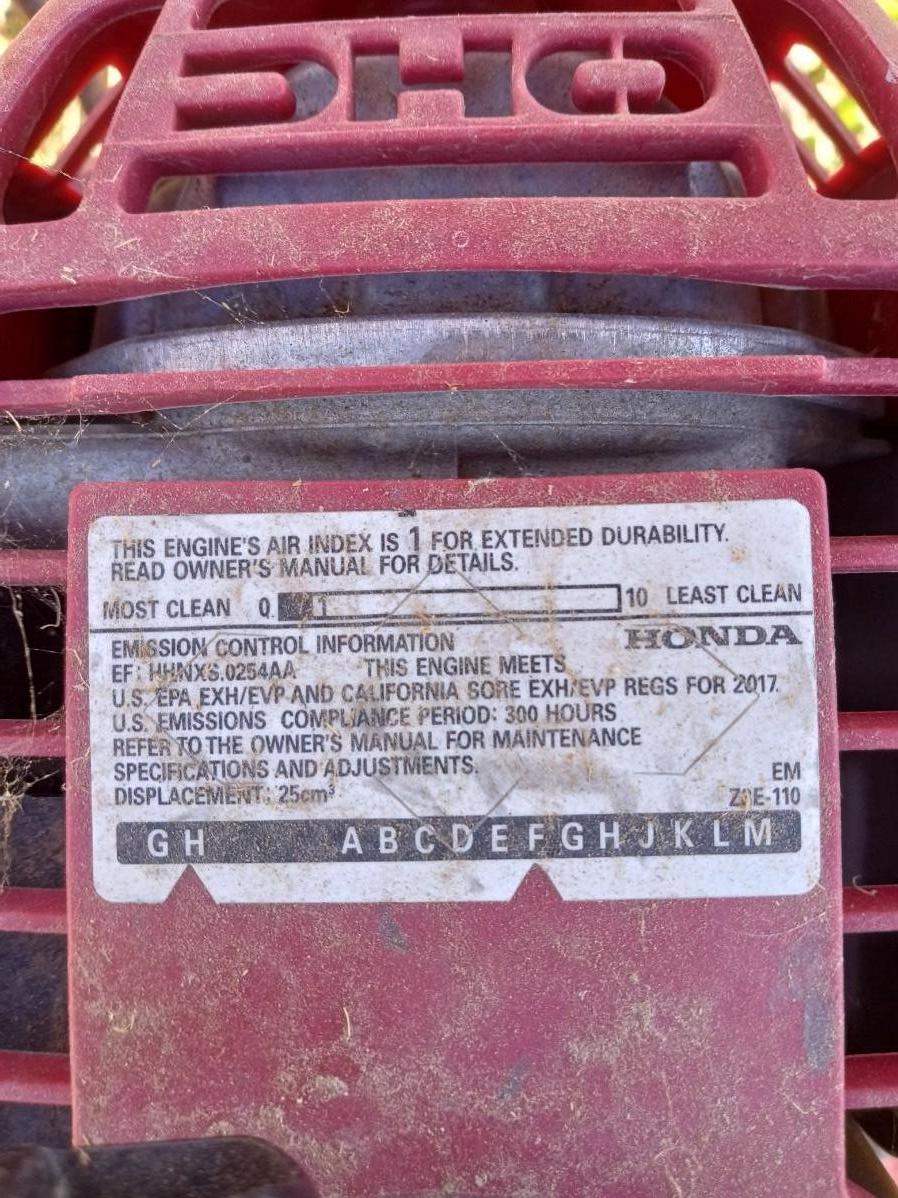 OHC
THIS ENGINE'S AIR INDEX IS 1 FOR EXTENDED DURABILITY.
READ OWNER'S MANUAL FOR DETAILS.
MOST CLEAN 0 1 10 LEAST CLEAN
EMISSION CONTROL INFORMATION HONDA
EF: HHNXS.0254AA THIS ENGINE MEETS
U.S. EPA EXH/EVP AND CALIFORNIA SORE EXH/EVP REGS FOR 2017.
U.S. EMISSIONS COMPLIANCE PERIOD: 300 HOURS
REFER TO THE OWNER'S MANUAL FOR MAINTENANCE
SPECIFICATIONS AND ADJUSTMENTS. EM
DISPLACEMENT: 25cm³
G H A B C D E F G H J K L M